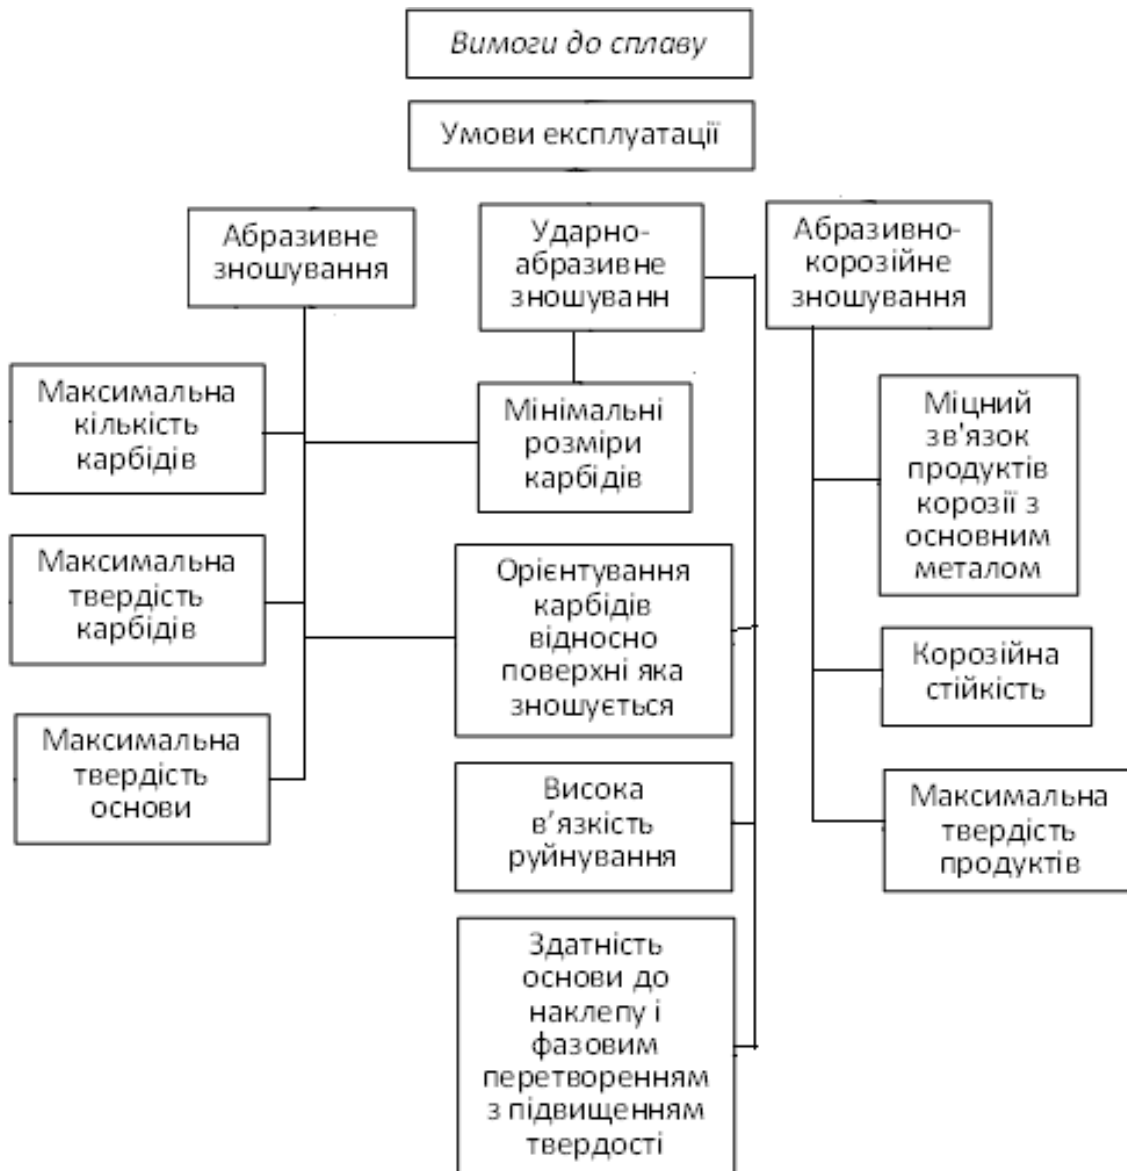 Вимоги до сплаву
Умови експлуатації
Абразивне
зношування
Ударно-
абразивне
зношуванн
Абразивно-
корозійне
зношування
Максимальна
кількість
карбідів
Мінімальні
розміри
карбідів
Міцний
зв'язок
продуктів
корозії з
основним
металом
Максимальна
твердість
карбідів
Орієнтування
карбідів
відносно
поверхні яка
зношується
Корозійна
стійкість
Максимальна
твердість
основи
Висока
в’язкість
руйнування
Максимальна
твердість
продуктів
Здатність
основи до
наклепу і
фазовим
перетворенням
з підвищенням
твердості